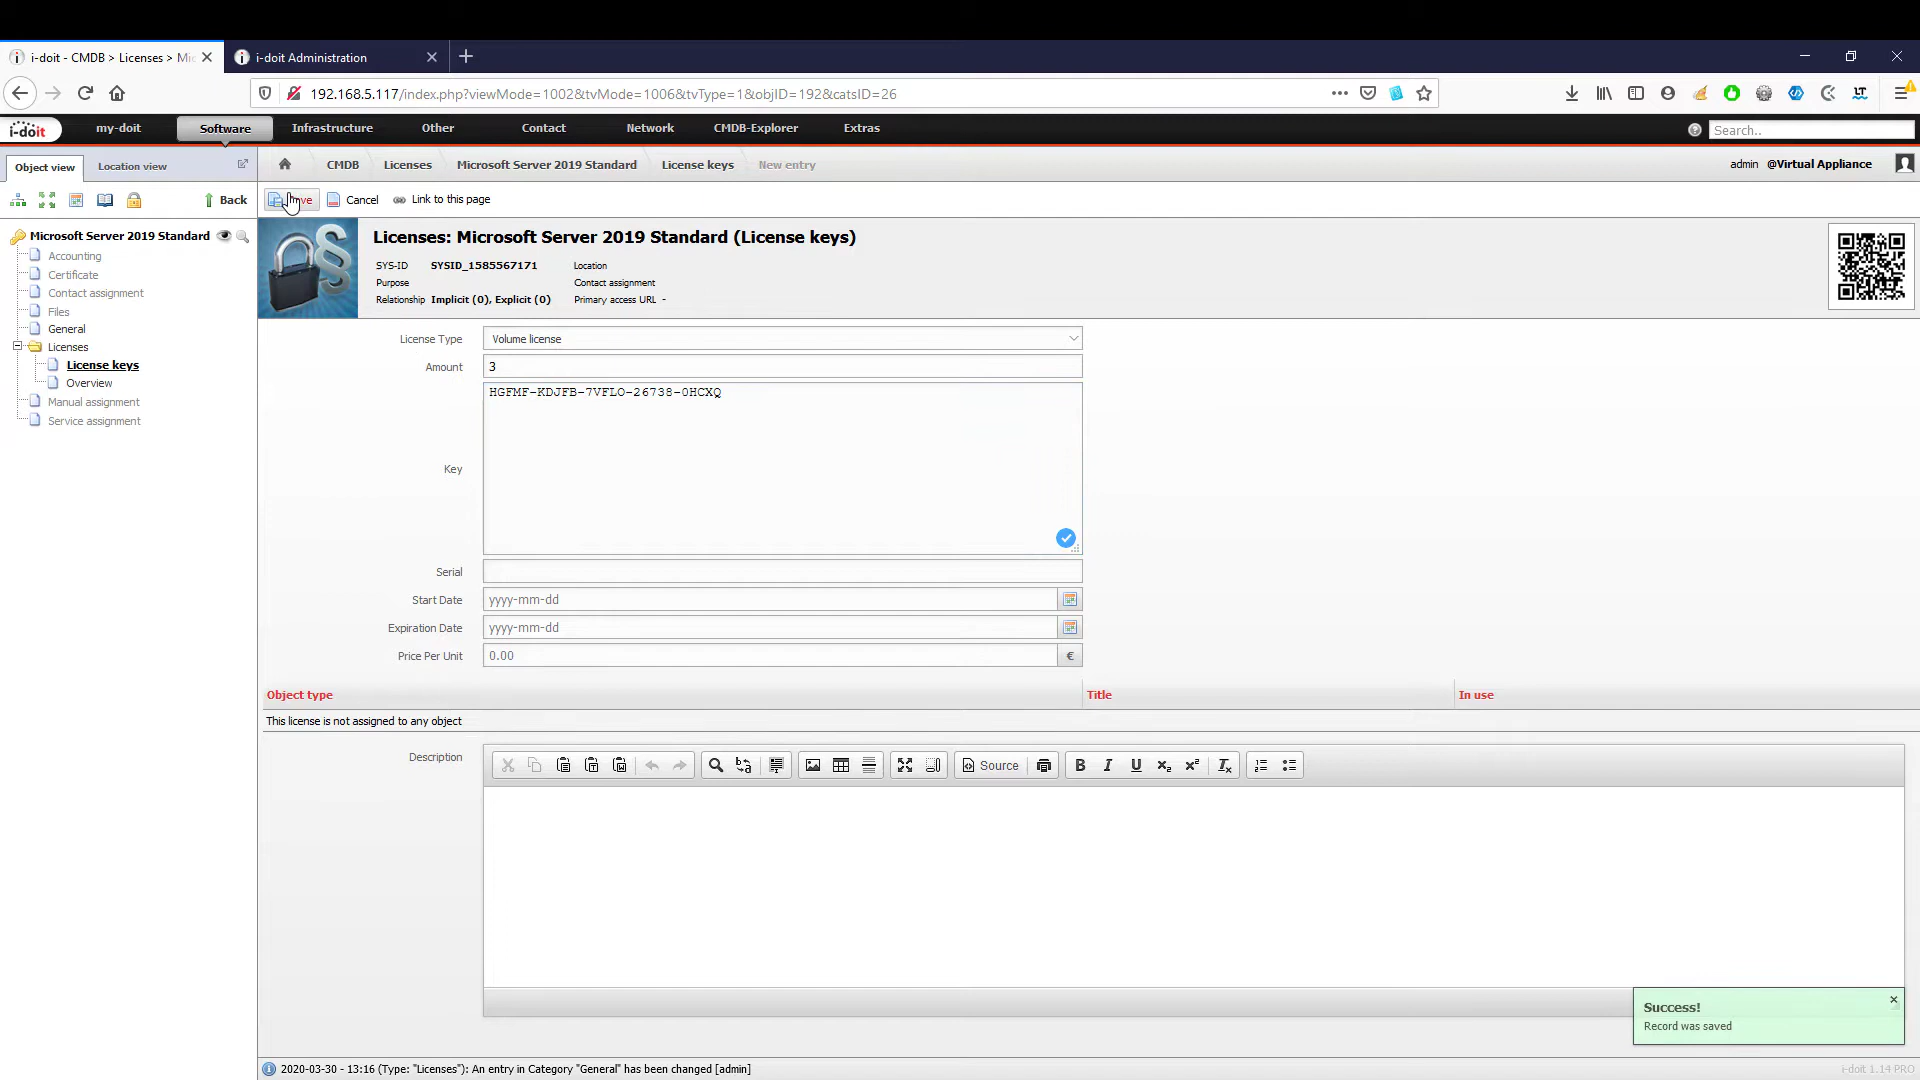 i-doit - CMDB > Licenses > Mic
i-doit Administration
192.168.5.117/index.php?viewMode=1002&tvMode=1006&tvType=1&objID=192&catsID=26
i-doit
my-doit
Software
Infrastructure
Other
Contact
Network
CMDB-Explorer
Extras
Search..
Object view
Location view
CMDB
Licenses
Microsoft Server 2019 Standard
License keys
New entry
admin @Virtual Appliance
Back
Cancel
Link to this page
Microsoft Server 2019 Standard
Accounting
Certificate
Contact assignment
Files
General
Licenses
License keys
Overview
Manual assignment
Service assignment
Licenses: Microsoft Server 2019 Standard (License keys)
SYS-ID SYSID_1585567171 Location
Purpose Contact assignment
Relationship Implicit (0), Explicit (0) Primary access URL -
License Type Volume license
Amount 3
HGFMF-KDJFB-7VFLO-26738-0HCXQ
Key
Serial
Start Date yyyy-mm-dd
Expiration Date yyyy-mm-dd
Price Per Unit 0.00 €
Object type Title In use
This license is not assigned to any object
Description
Source
Success!
Record was saved
2020-03-30 - 13:16 (Type: "Licenses"): An entry in Category "General" has been changed [admin]
i-doit 1.14 PRO